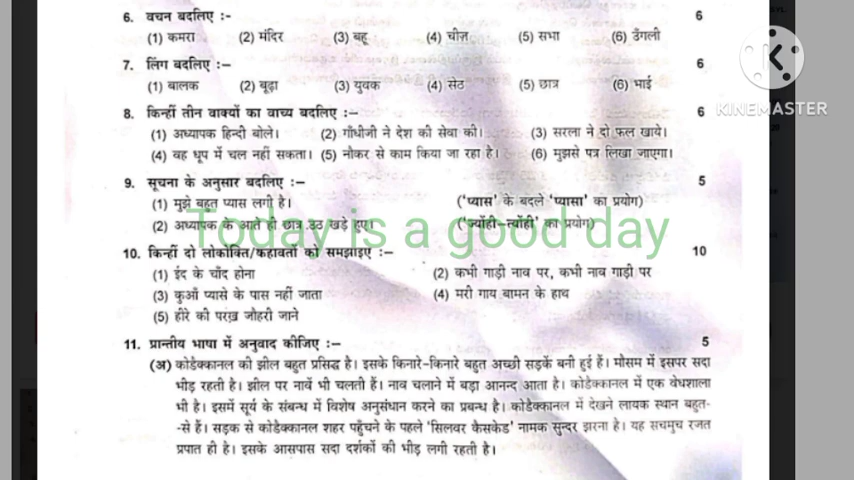 6. वचन बदलिए :- 6
(1) कमरा (2) मंदिर (3) बहू (4) चीज़ (5) सभा (6) उँगली
7. लिंग बदलिए :- 6
(1) बालक (2) बूढ़ा (3) युवक (4) सेठ (5) छात्र (6) भाई
KINEMASTER
8. किन्हीं तीन वाक्यों का वाच्य बदलिए :- 6
(1) अध्यापक हिन्दी बोले। (2) गाँधीजी ने देश की सेवा की। (3) सरला ने दो फल खाये।
(4) वह धूप में चल नहीं सकता। (5) नौकर से काम किया जा रहा है। (6) मुझसे पत्र लिखा जाएगा।
9. सूचना के अनुसार बदलिए :- 5
(1) मुझे बहुत प्यास लगी है। ('प्यास' के बदले 'प्यासा' का प्रयोग)
(2) अध्यापक के आते ही छात्र उठ खड़े हुए। ('ज्योंही-त्योंही' का प्रयोग)
Today is a good day
10. किन्हीं दो लोकोक्ति/कहावतों को समझाइए :- 10
(1) ईद के चाँद होना (2) कभी गाड़ी नाव पर, कभी नाव गाड़ी पर
(3) कुआँ प्यासे के पास नहीं जाता (4) मरी गाय बामन के हाथ
(5) हीरे की परख जौहरी जाने
11. प्रान्तीय भाषा में अनुवाद कीजिए :- 5
(अ) कोडैक्कानल की झील बहुत प्रसिद्ध है। इसके किनारे-किनारे बहुत अच्छी सड़कें बनी हुई हैं। मौसम में इसपर सदा
भीड़ रहती है। झील पर नावें भी चलती हैं। नाव चलाने में बड़ा आनन्द आता है। कोडैक्कानल में एक वेधशाला
भी है। इसमें सूर्य के संबन्ध में विशेष अनुसंधान करने का प्रबन्ध है। कोडैक्कानल में देखने लायक स्थान बहुत-
-से हैं। सड़क से कोडैक्कानल शहर पहुँचने के पहले 'सिलवर कैसकेड' नामक सुन्दर झरना है। यह सचमुच रजत
प्रपात ही है। इसके आसपास सदा दर्शकों की भीड़ लगी रहती है।